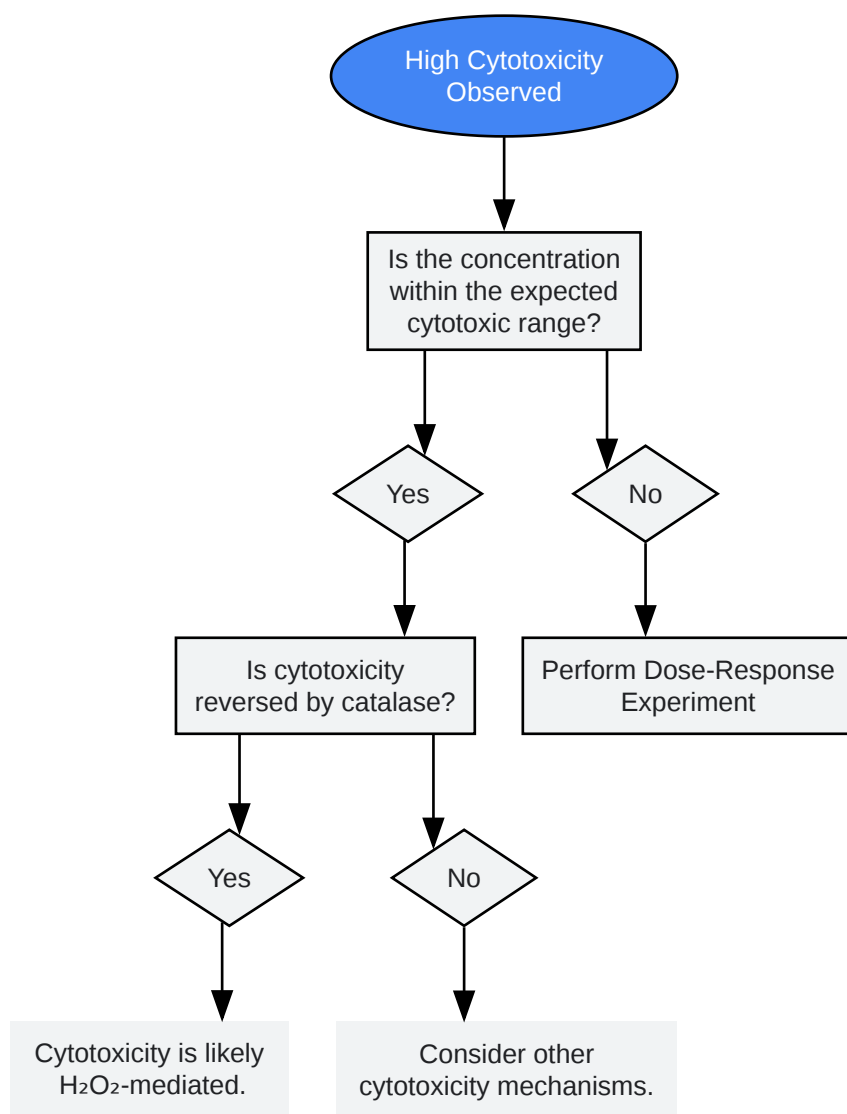 High Cytotoxicity
Observed
Is the concentration
within the expected
cytotoxic range?
Yes
No
Is cytotoxicity
reversed by catalase?
Perform Dose-Response
Experiment
Yes
No
Cytotoxicity is likely
H₂O₂-mediated.
Consider other
cytotoxicity mechanisms.